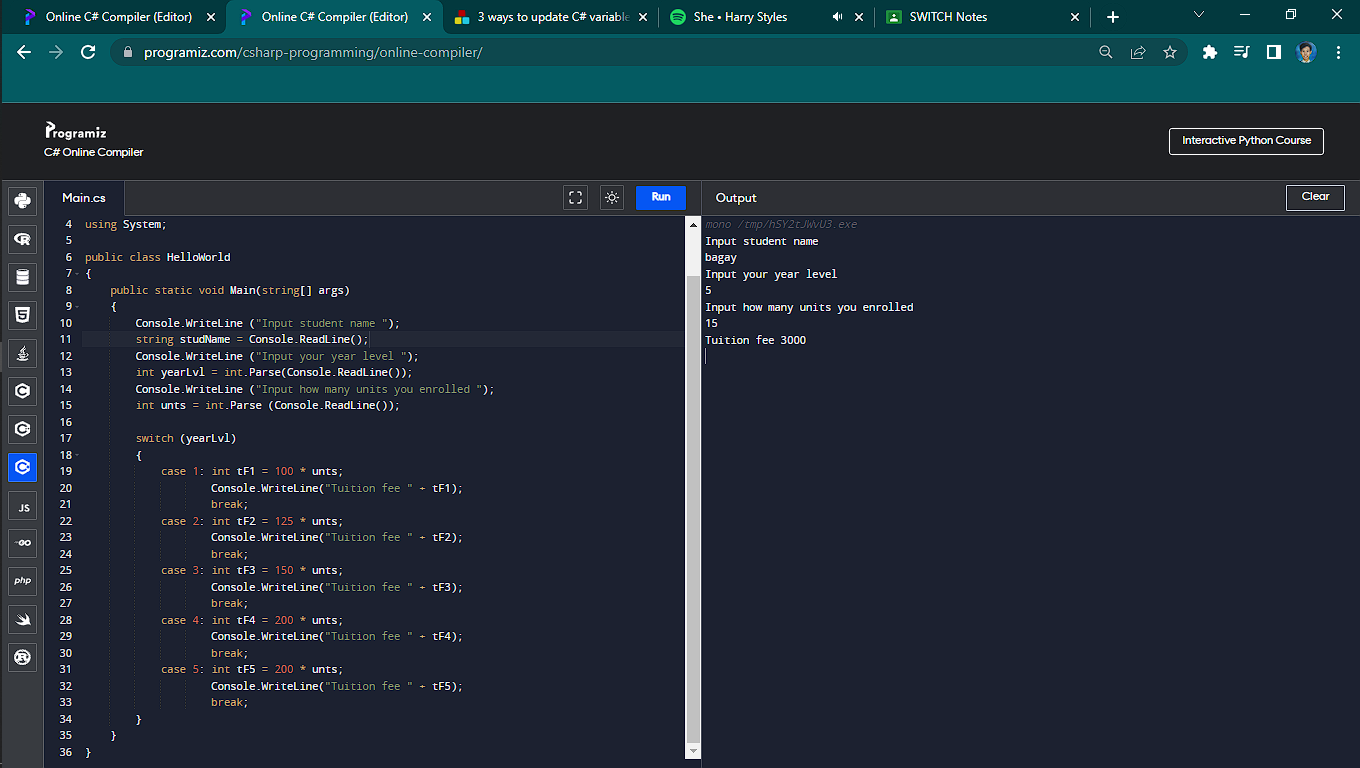 Online C# Compiler (Editor)
Online C# Compiler (Editor)
3 ways to update C# variable
She • Harry Styles
SWITCH Notes
programiz.com/csharp-programming/online-compiler/
Programiz
C# Online Compiler
Interactive Python Course
Main.cs
Run
Output
Clear
4 using System;
5
6 public class HelloWorld
7 {
8 public static void Main(string[] args)
9 {
10 Console.WriteLine ("Input student name ");
11 string studName = Console.ReadLine();
12 Console.WriteLine ("Input your year level ");
13 int yearLvl = int.Parse(Console.ReadLine());
14 Console.WriteLine ("Input how many units you enrolled ");
15 int unts = int.Parse (Console.ReadLine());
16
17 switch (yearLvl)
18 {
19 case 1: int tF1 = 100 * unts;
20 Console.WriteLine("Tuition fee " + tF1);
21 break;
22 case 2: int tF2 = 125 * unts;
23 Console.WriteLine("Tuition fee " + tF2);
24 break;
25 case 3: int tF3 = 150 * unts;
26 Console.WriteLine("Tuition fee " + tF3);
27 break;
28 case 4: int tF4 = 200 * unts;
29 Console.WriteLine("Tuition fee " + tF4);
30 break;
31 case 5: int tF5 = 200 * unts;
32 Console.WriteLine("Tuition fee " + tF5);
33 break;
34 }
35 }
36 }
mono /tmp/hSY2tJWvU3.exe
Input student name
bagay
Input your year level
5
Input how many units you enrolled
15
Tuition fee 3000
R
5
C
C
C
JS
GO
php
R